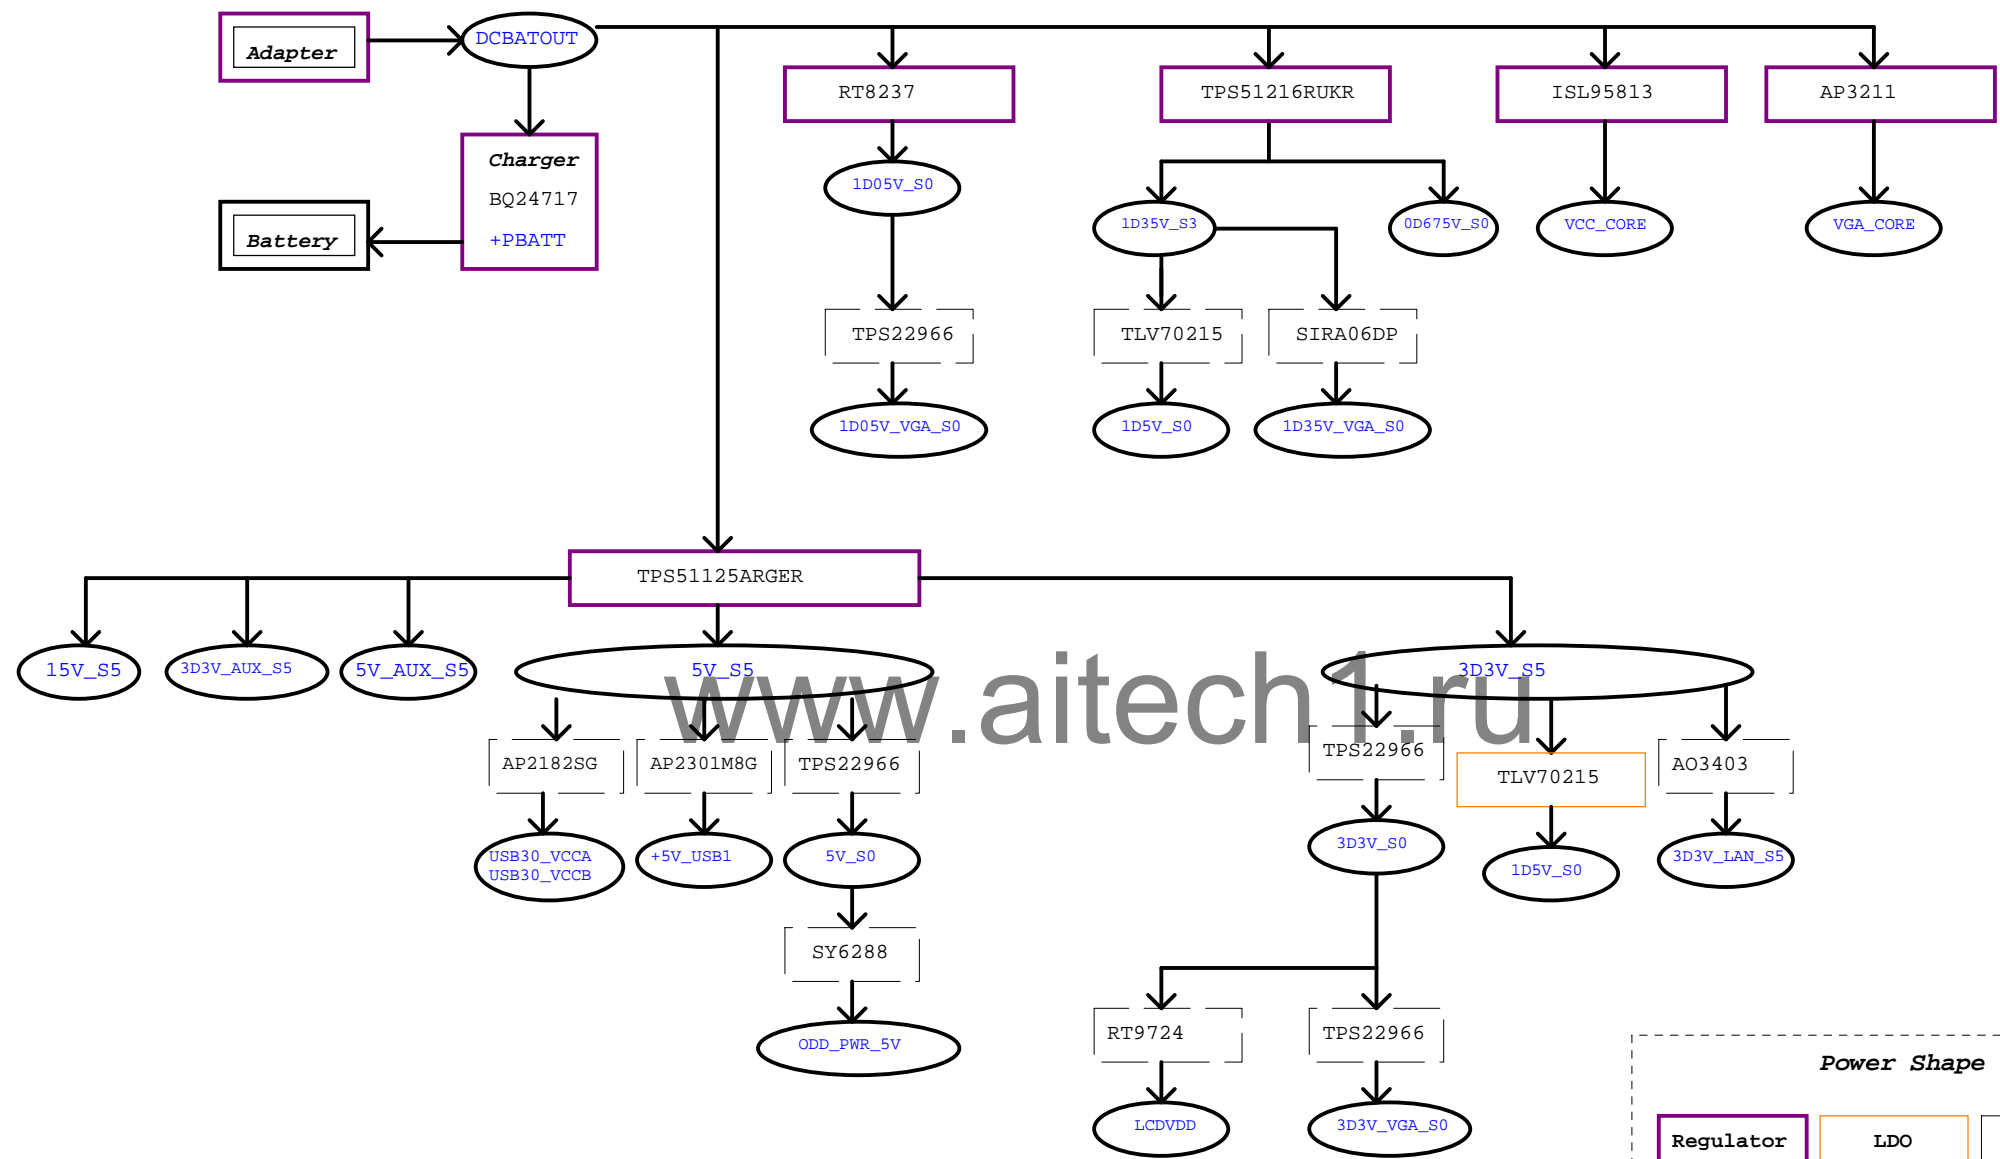 Adapter
DCBATOUT
RT8237
TPS51216RUKR
ISL95813
AP3211
Charger
BQ24717
+PBATT
Battery
1D05V_S0
1D35V_S3
0D675V_S0
VCC_CORE
VGA_CORE
TPS22966
TLV70215
SIRA06DP
1D05V_VGA_S0
1D5V_S0
1D35V_VGA_S0
TPS51125ARGER
15V_S5
3D3V_AUX_S5
5V_AUX_S5
5V_S5
3D3V_S5
www.aitech1.ru
AP2182SG
AP2301M8G
TPS22966
TPS22966
TLV70215
AO3403
USB30_VCCA
USB30_VCCB
+5V_USB1
5V_S0
3D3V_S0
1D5V_S0
3D3V_LAN_S5
SY6288
ODD_PWR_5V
RT9724
TPS22966
LCDVDD
3D3V_VGA_S0
Power Shape
Regulator
LDO